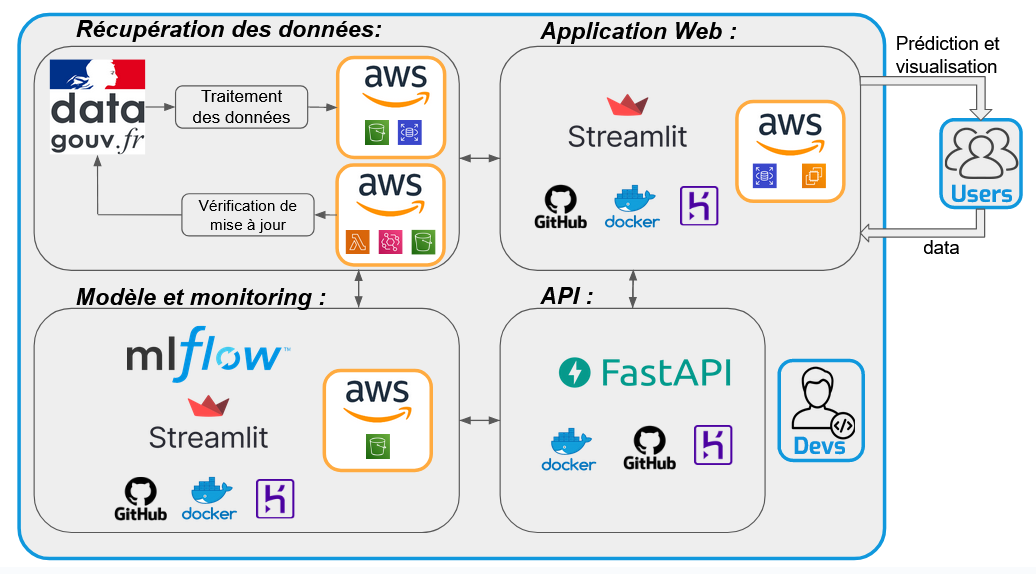 Récupération des données:
data
gouv.fr
Traitement
des données
aws
Vérification de
mise à jour
aws
Application Web :
Streamlit
aws
GitHub
docker
Prédiction et
visualisation
Users
data
Modèle et monitoring :
mlflow™
Streamlit
aws
GitHub
docker
API :
FastAPI
docker
GitHub
</>
Devs